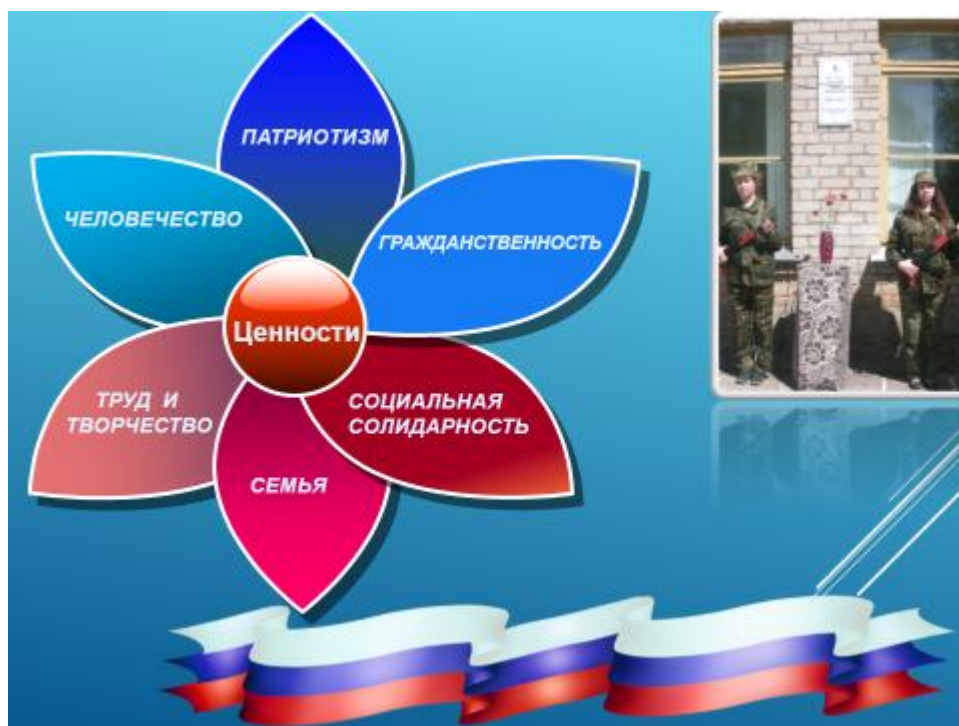 ПАТРИОТИЗМ
ЧЕЛОВЕЧЕСТВО
ГРАЖДАНСТВЕННОСТЬ
Ценности
ТРУД И
ТВОРЧЕСТВО
СОЦИАЛЬНАЯ
СОЛИДАРНОСТЬ
СЕМЬЯ